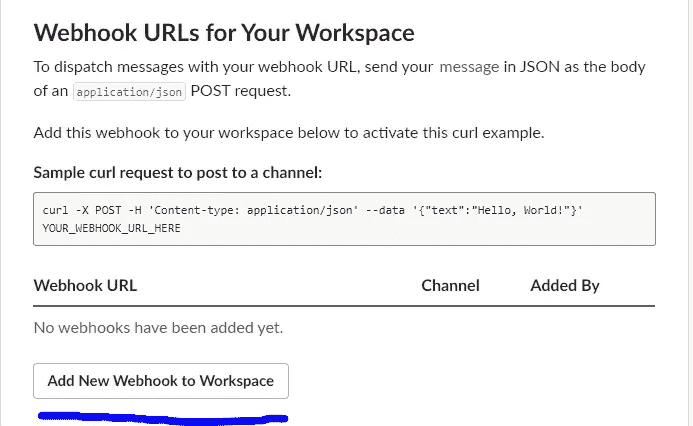 Webhook URLs for Your Workspace
To dispatch messages with your webhook URL, send your message in JSON as the body
of an application/json POST request.
Add this webhook to your workspace below to activate this curl example.
Sample curl request to post to a channel:
curl -X POST -H 'Content-type: application/json' --data '{"text":"Hello, World!"}'
YOUR_WEBHOOK_URL_HERE
Webhook URL Channel Added By
No webhooks have been added yet.
Add New Webhook to Workspace